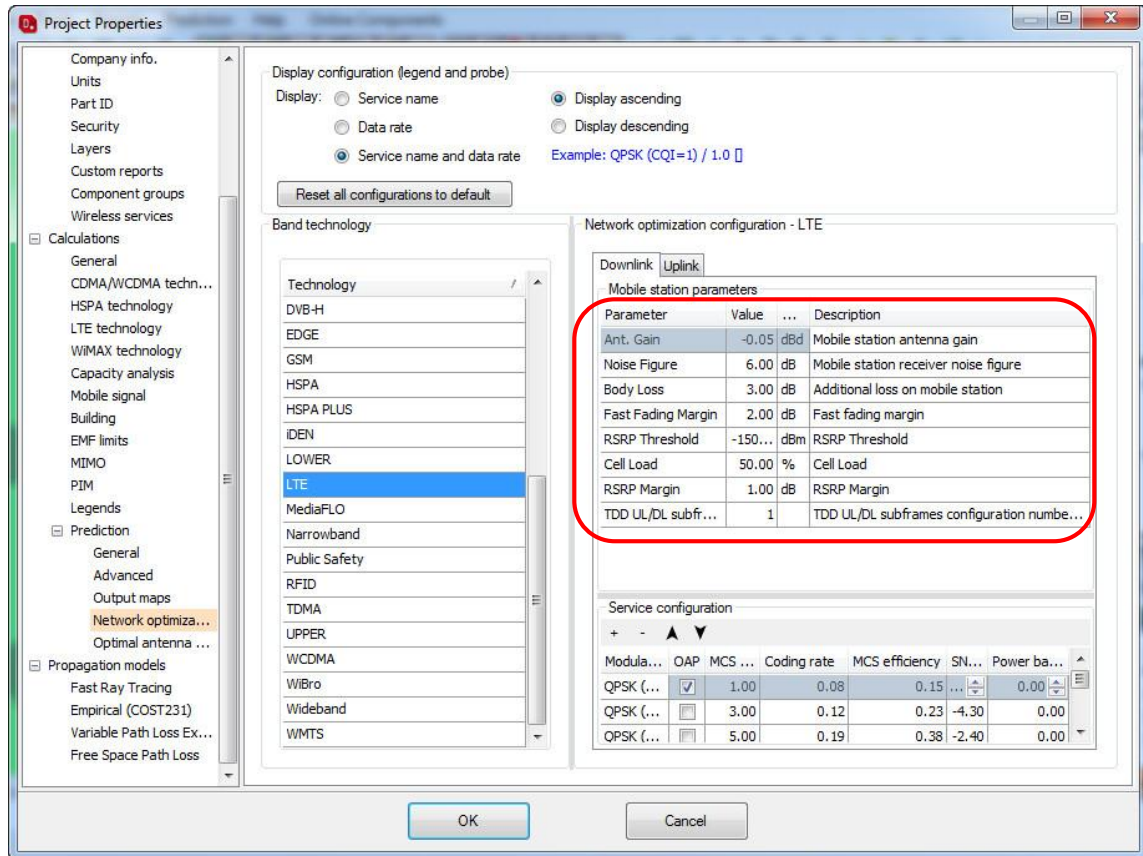 Project Properties
Company info.
Units
Part ID
Security
Layers
Custom reports
Component groups
Wireless services
Calculations
General
CDMA/WCDMA techn...
HSPA technology
LTE technology
WiMAX technology
Capacity analysis
Mobile signal
Building
EMF limits
MIMO
PIM
Legends
Prediction
General
Advanced
Output maps
Network optimiza...
Optimal antenna ...
Propagation models
Fast Ray Tracing
Empirical (COST231)
Variable Path Loss Ex...
Free Space Path Loss
Display configuration (legend and probe)
Display: Service name Display ascending
Data rate Display descending
Service name and data rate Example: QPSK (CQI=1) / 1.0 []
Reset all configurations to default
Band technology
Technology /
DVB-H
EDGE
GSM
HSPA
HSPA PLUS
iDEN
LOWER
LTE
MediaFLO
Narrowband
Public Safety
RFID
TDMA
UPPER
WCDMA
WiBro
Wideband
WMTS
Network optimization configuration - LTE
Downlink Uplink
Mobile station parameters
Parameter Value ... Description
Ant. Gain -0.05 dBd Mobile station antenna gain
Noise Figure 6.00 dB Mobile station receiver noise figure
Body Loss 3.00 dB Additional loss on mobile station
Fast Fading Margin 2.00 dB Fast fading margin
RSRP Threshold -150... dBm RSRP Threshold
Cell Load 50.00 % Cell Load
RSRP Margin 1.00 dB RSRP Margin
TDD UL/DL subfr... 1 TDD UL/DL subframes configuration numbe...
Service configuration
+ -
Modula... OAP MCS ... Coding rate MCS efficiency SN... Power ba...
QPSK (... 1.00 0.08 0.15 ... 0.00
QPSK (... 3.00 0.12 0.23 -4.30 0.00
QPSK (... 5.00 0.19 0.38 -2.40 0.00
OK Cancel